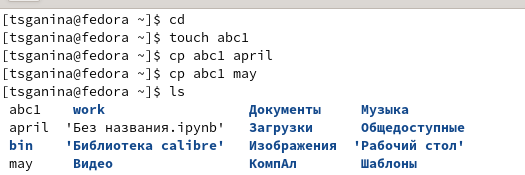 [tsganina@fedora ~]$ cd
[tsganina@fedora ~]$ touch abc1
[tsganina@fedora ~]$ cp abc1 april
[tsganina@fedora ~]$ cp abc1 may
[tsganina@fedora ~]$ ls
abc1 work Документы Музыка
april 'Без названия.ipynb' Загрузки Общедоступные
bin 'Библиотека calibre' Изображения 'Рабочий стол'
may Видео КомпАл Шаблоны